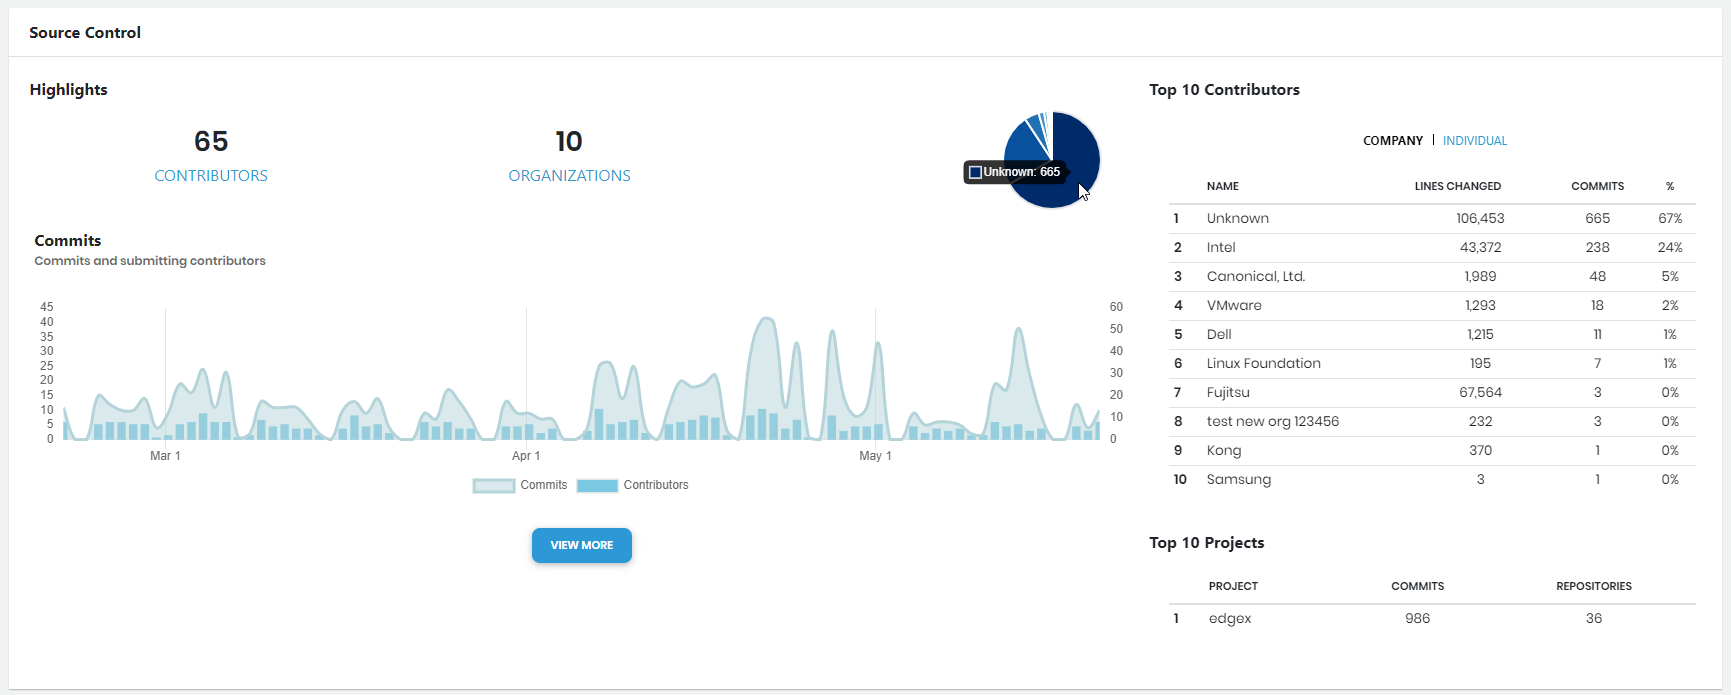 Source Control
Highlights
65
CONTRIBUTORS
10
ORGANIZATIONS
Unknown: 665
Commits
Commits and submitting contributors
45
40
35
30
25
20
15
10
5
0
60
50
40
30
20
10
0
Mar 1 Apr 1 May 1
Commits Contributors
VIEW MORE
Top 10 Contributors
COMPANY | INDIVIDUAL
NAME LINES CHANGED COMMITS %
1 Unknown 106,453 665 67%
2 Intel 43,372 238 24%
3 Canonical, Ltd. 1,989 48 5%
4 VMware 1,293 18 2%
5 Dell 1,215 11 1%
6 Linux Foundation 195 7 1%
7 Fujitsu 67,564 3 0%
8 test new org 123456 232 3 0%
9 Kong 370 1 0%
10 Samsung 3 1 0%
Top 10 Projects
PROJECT COMMITS REPOSITORIES
1 edgex 986 36